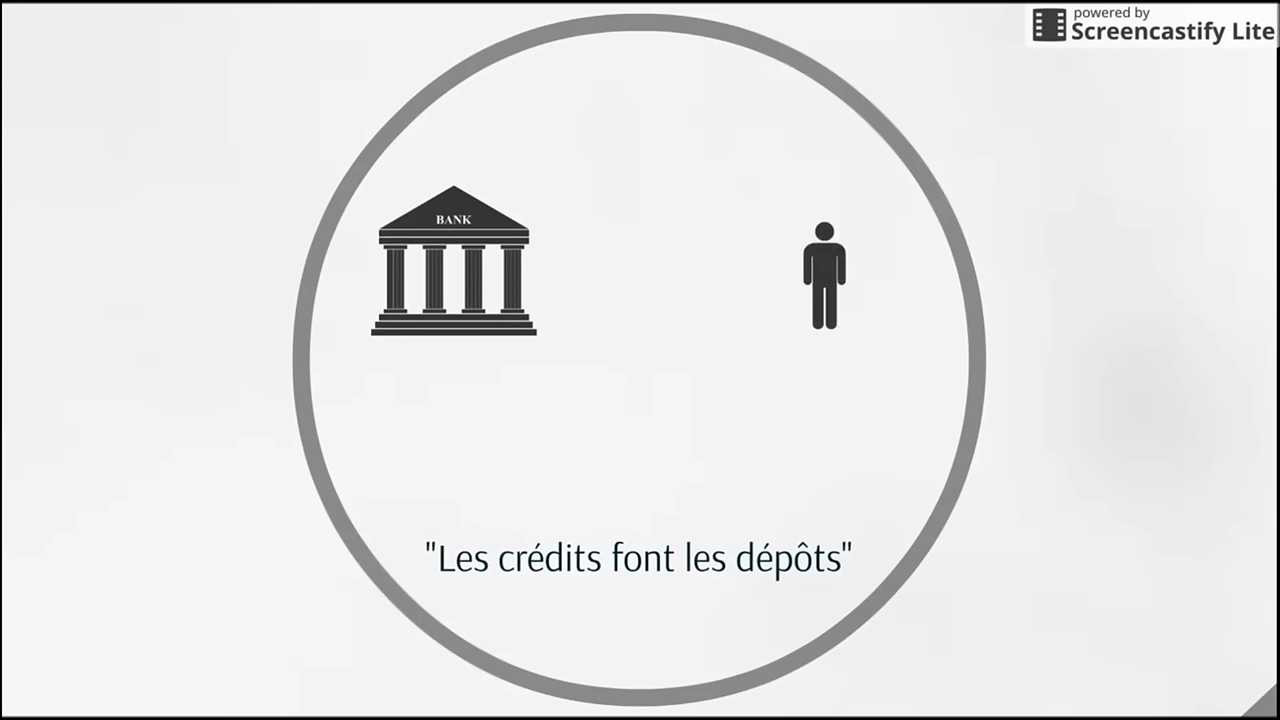 powered by
Screencastify Lite
BANK
"Les crédits font les dépôts"